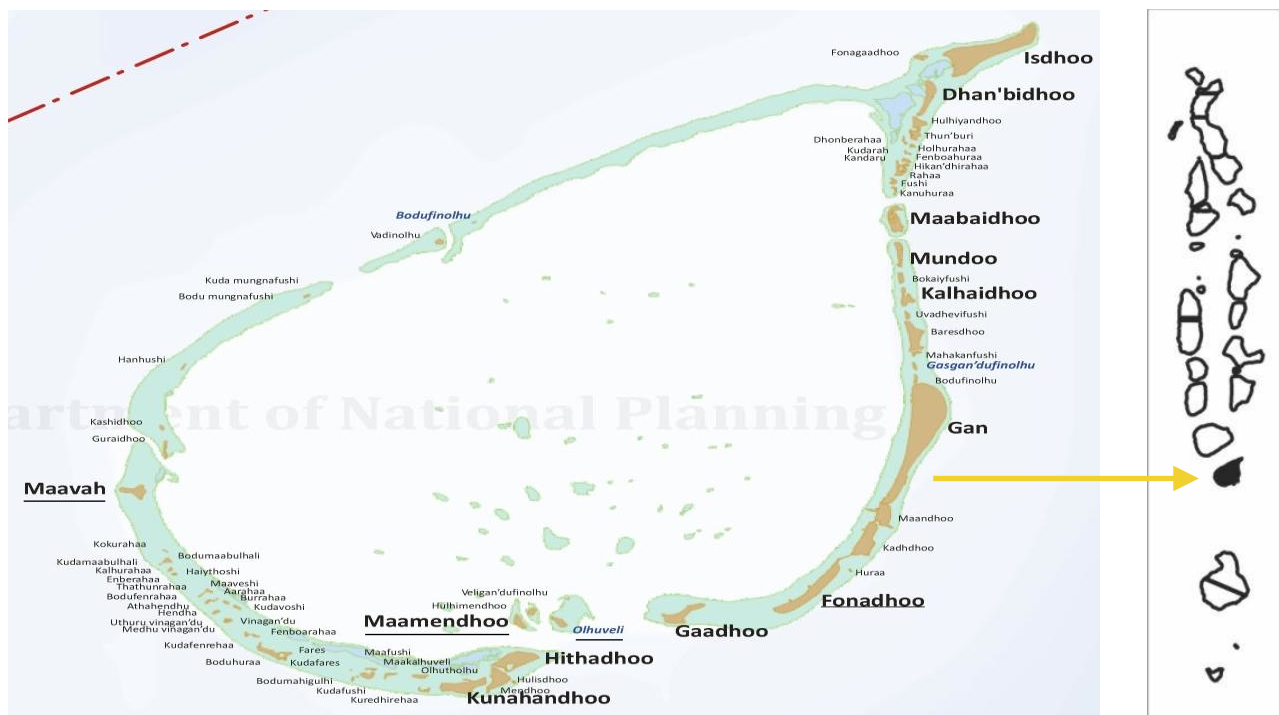 Fonagaadhoo
Isdhoo
Dhan'bidhoo
Hulhiyandhoo
Thun'buri
Dhonberahaa
Holhurahaa
Kudarah
Fenboahuraa
Kandaru
Hikan'dhirahaa
Rahaa
Fushi
Kanuhuraa
Bodufinolhu
Maabaidhoo
Vadinolhu
Mundoo
Kuda mungnafushi
Bokaiyfushi
Bodu mungnafushi
Kalhaidhoo
Uvadhevifushi
Baresdhoo
Hanhushi
Mahakanfushi
Gasgan'dufinolhu
Bodufinolhu
artment of National Planning
Kashidhoo
Gan
Guraidhoo
Maavah
Maandhoo
Kokurahaa
Kadhdhoo
Bodumaabulhali
Kudamaabulhali
Kalhurahaa
Haiythoshi
Huraa
Enberahaa
Maaveshi
Thathunrahaa
Aarahaa
Veligan'dufinolhu
Bodufenrahaa
Burrahaa
Fonadhoo
Athahendhu
Kudavoshi
Hulhimendhoo
Hendha
Uthuru vinagan'du
Vinagan'du
Maamendhoo
Medhu vinagan'du
Olhuveli
Fenboarahaa
Gaadhoo
Kudafenrehaa
Fares
Maafushi
Hithadhoo
Boduhuraa
Kudafares
Maakalhuveli
Olhutholhu
Bodumahigulhi
Hulisdhoo
Kudafushi
Mendhoo
Kunahandhoo
Kuredhirehaa